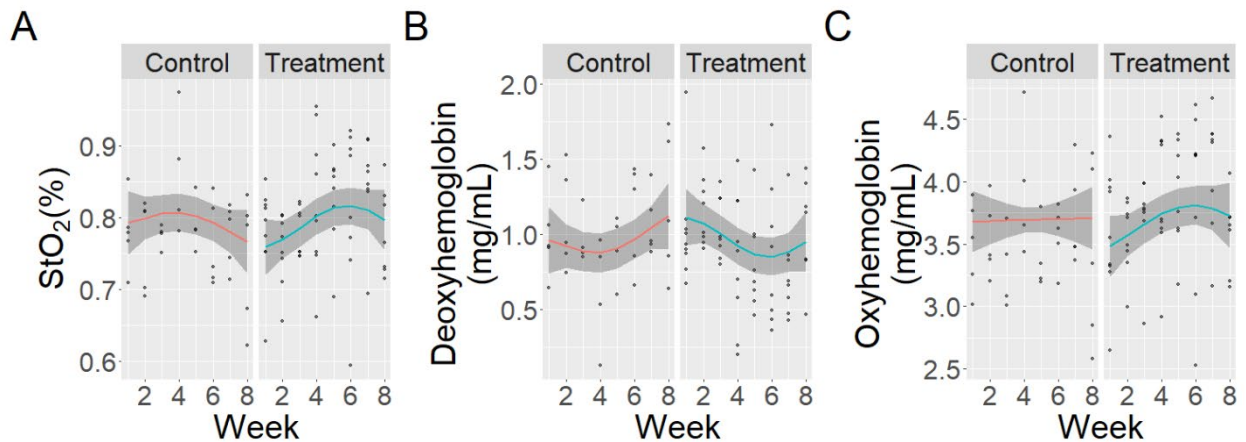 A
Control Treatment
StO₂(%)
0.9
0.8
0.7
0.6
2 4 6 8 2 4 6 8
Week
B
Control Treatment
Deoxyhemoglobin
(mg/mL)
2.0
1.5
1.0
0.5
2 4 6 8 2 4 6 8
Week
C
Control Treatment
Oxyhemoglobin
(mg/mL)
4.5
4.0
3.5
3.0
2.5
2 4 6 8 2 4 6 8
Week